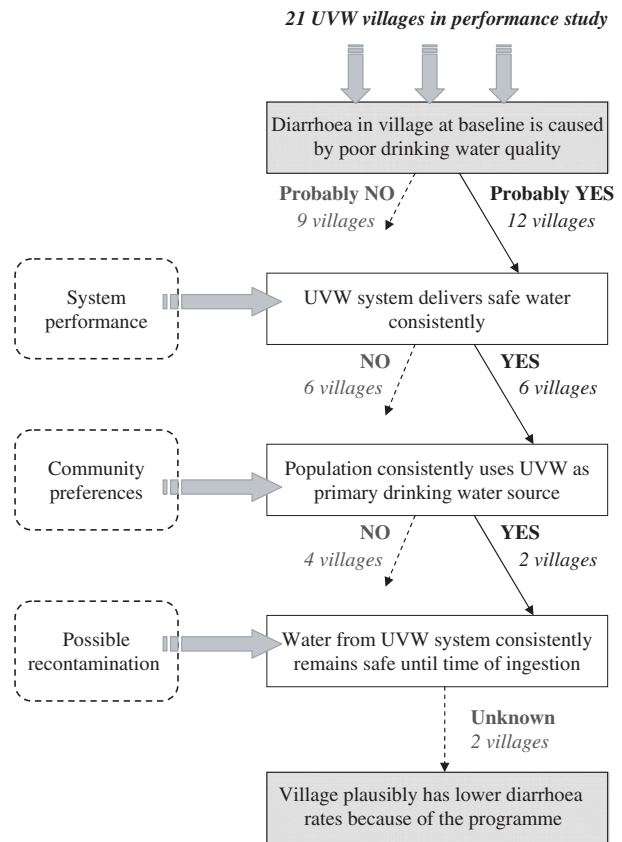 21 UVW villages in performance study
Diarrhoea in village at baseline is caused
by poor drinking water quality
Probably NO
9 villages
Probably YES
12 villages
System
performance
UVW system delivers safe water
consistently
NO
6 villages
YES
6 villages
Community
preferences
Population consistently uses UVW as
primary drinking water source
NO
4 villages
YES
2 villages
Possible
recontamination
Water from UVW system consistently
remains safe until time of ingestion
Unknown
2 villages
Village plausibly has lower diarrhoea
rates because of the programme